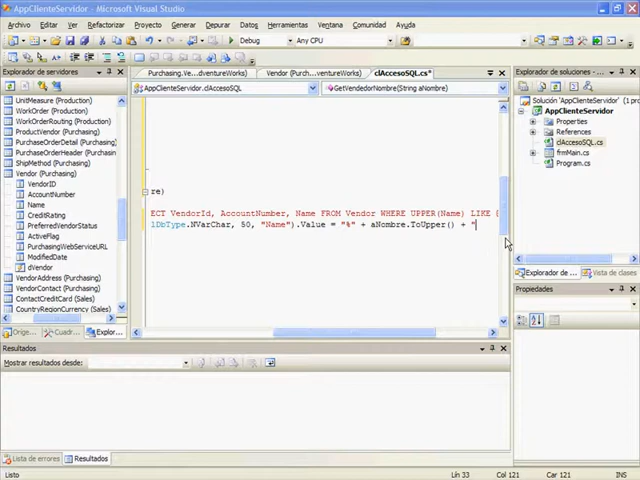 AppClienteServidor - Microsoft Visual Studio
Archivo Editar Ver Refactorizar Proyecto Generar Depurar Datos Herramientas Ventana Comunidad Ayuda
Debug Any CPU
Explorador de servidores
Purchasing.Ve...dventureWorks) Vendor (Purch...ventureWorks) clAccesoSQL.cs*
Explorador de soluciones
AppClienteServidor.clAccesoSQL GetVendedorNombre(String aNombre)
UnitMeasure (Production)
WorkOrder (Production)
WorkOrderRouting (Production)
ProductVendor (Purchasing)
PurchaseOrderDetail (Purchasing)
PurchaseOrderHeader (Purchasing)
ShipMethod (Purchasing)
Vendor (Purchasing)
VendorID
AccountNumber
Name
CreditRating
PreferredVendorStatus
ActiveFlag
PurchasingWebServiceURL
ModifiedDate
dVendor
VendorAddress (Purchasing)
VendorContact (Purchasing)
ContactCreditCard (Sales)
CountryRegionCurrency (Sales)
re)
ECT VendorId, AccountNumber, Name FROM Vendor WHERE UPPER(Name) LIKE
lDbType.NVarChar, 50, "Name").Value = "%" + aNombre.ToUpper() + "
Solución 'AppClienteServidor'
AppClienteServidor
Properties
References
clAccesoSQL.cs
frmMain.cs
Program.cs
Explorador de ... Vista de clases
Propiedades
Orige... Cuadr... Explor...
Resultados
Mostrar resultados desde:
Lista de errores Resultados
Listo Lín 33 Col 121 Car 121 INS